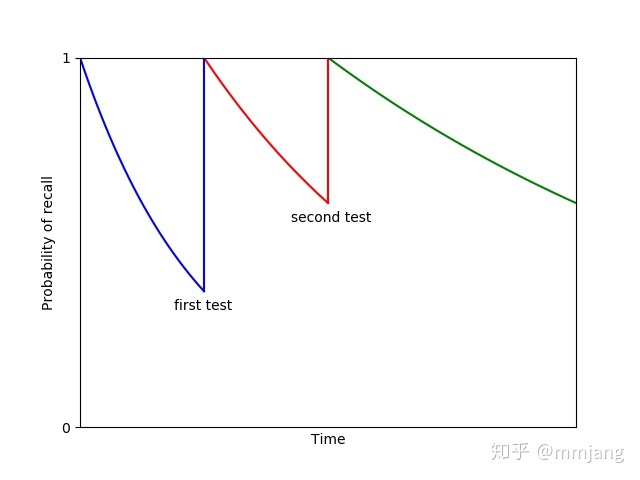 1
Probability of recall
second test
first test
0
Time
知乎 @mmjang